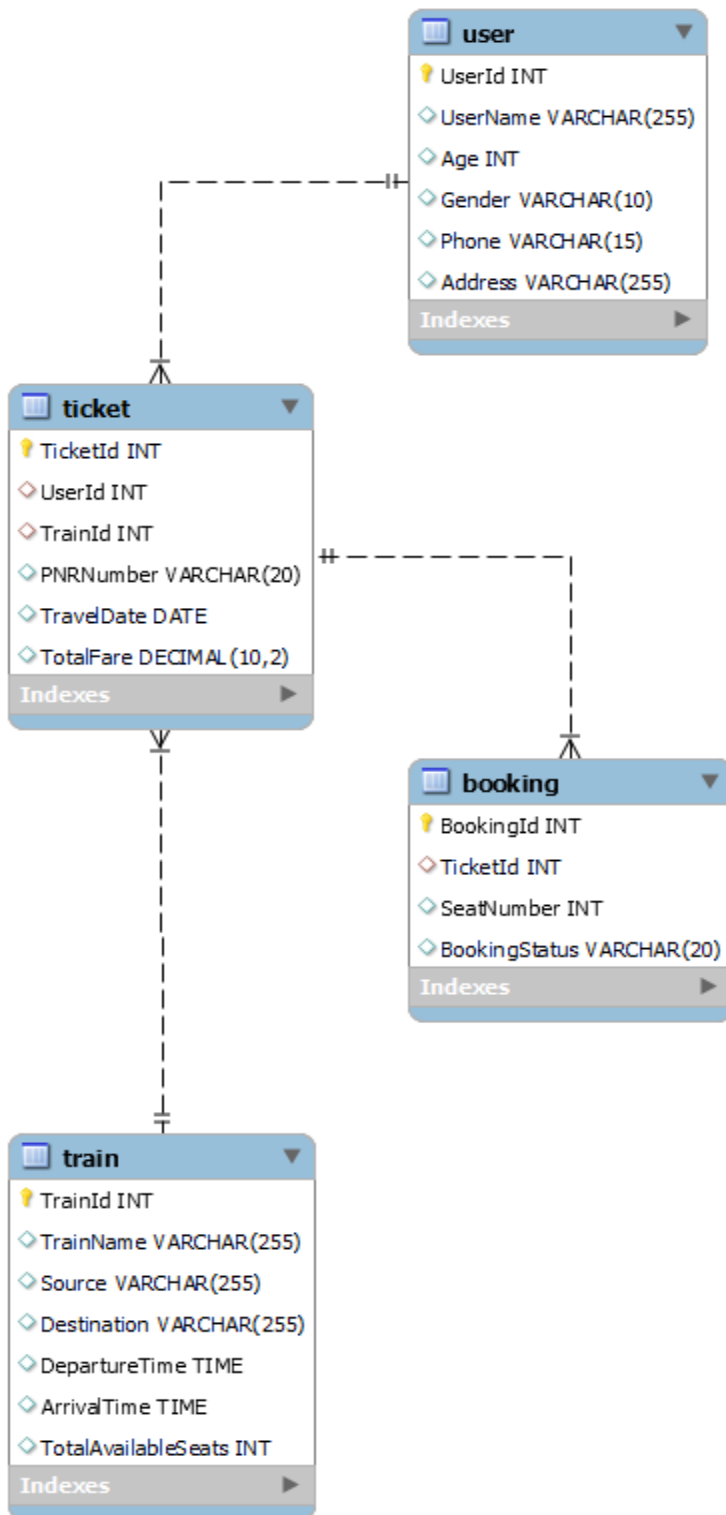 user
UserId INT
UserName VARCHAR(255)
Age INT
Gender VARCHAR(10)
Phone VARCHAR(15)
Address VARCHAR(255)
Indexes
ticket
TicketId INT
UserId INT
TrainId INT
PNRNumber VARCHAR(20)
TravelDate DATE
TotalFare DECIMAL(10,2)
Indexes
booking
BookingId INT
TicketId INT
SeatNumber INT
BookingStatus VARCHAR(20)
Indexes
train
TrainId INT
TrainName VARCHAR(255)
Source VARCHAR(255)
Destination VARCHAR(255)
DepartureTime TIME
ArrivalTime TIME
TotalAvailableSeats INT
Indexes